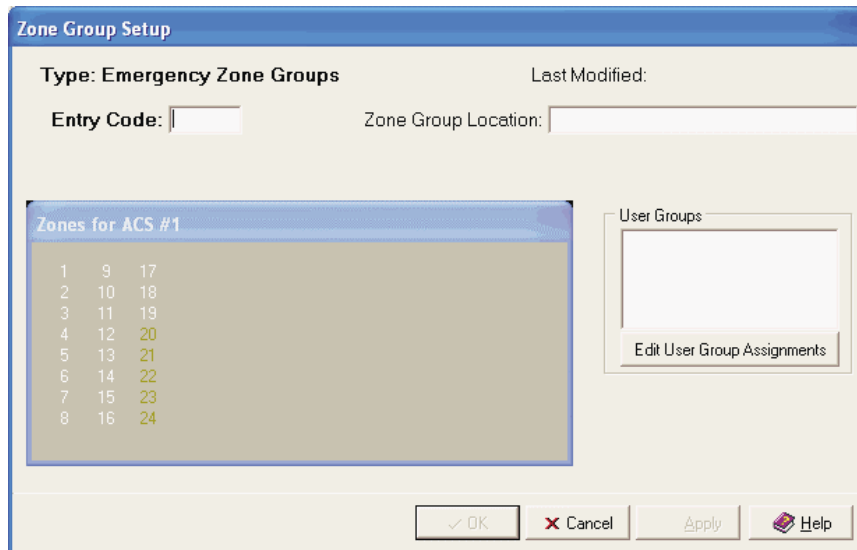 Zone Group Setup
Type: Emergency Zone Groups Last Modified:
Entry Code: Zone Group Location:
Zones for ACS #1
User Groups
1 9 17
2 10 18
3 11 19
4 12 20
5 13 21
6 14 22
7 15 23
8 16 24
Edit User Group Assignments
OK Cancel Apply Help